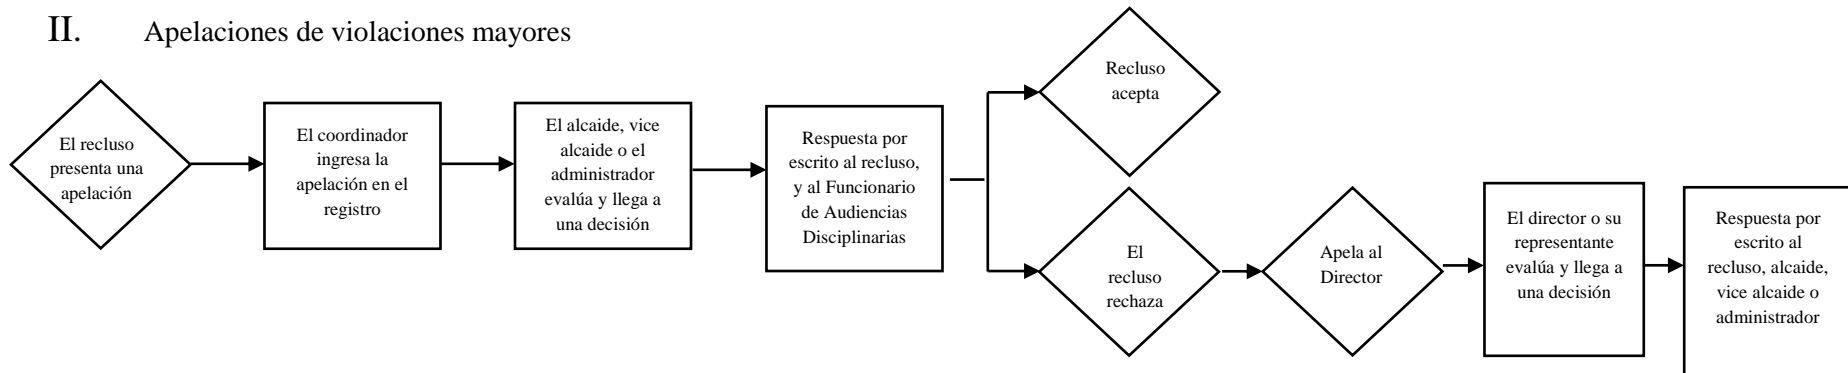 II. Apelaciones de violaciones mayores
El recluso
presenta una
apelación
El coordinador
ingresa la
apelación en el
registro
El alcaide, vice
alcaide o el
administrador
evalúa y llega a
una decisión
Respuesta por
escrito al recluso,
y al Funcionario
de Audiencias
Disciplinarias
Recluso
acepta
El
recluso
rechaza
Apela al
Director
El director o su
representante
evalúa y llega a
una decisión
Respuesta por
escrito al
recluso, alcaide,
vice alcaide o
administrador